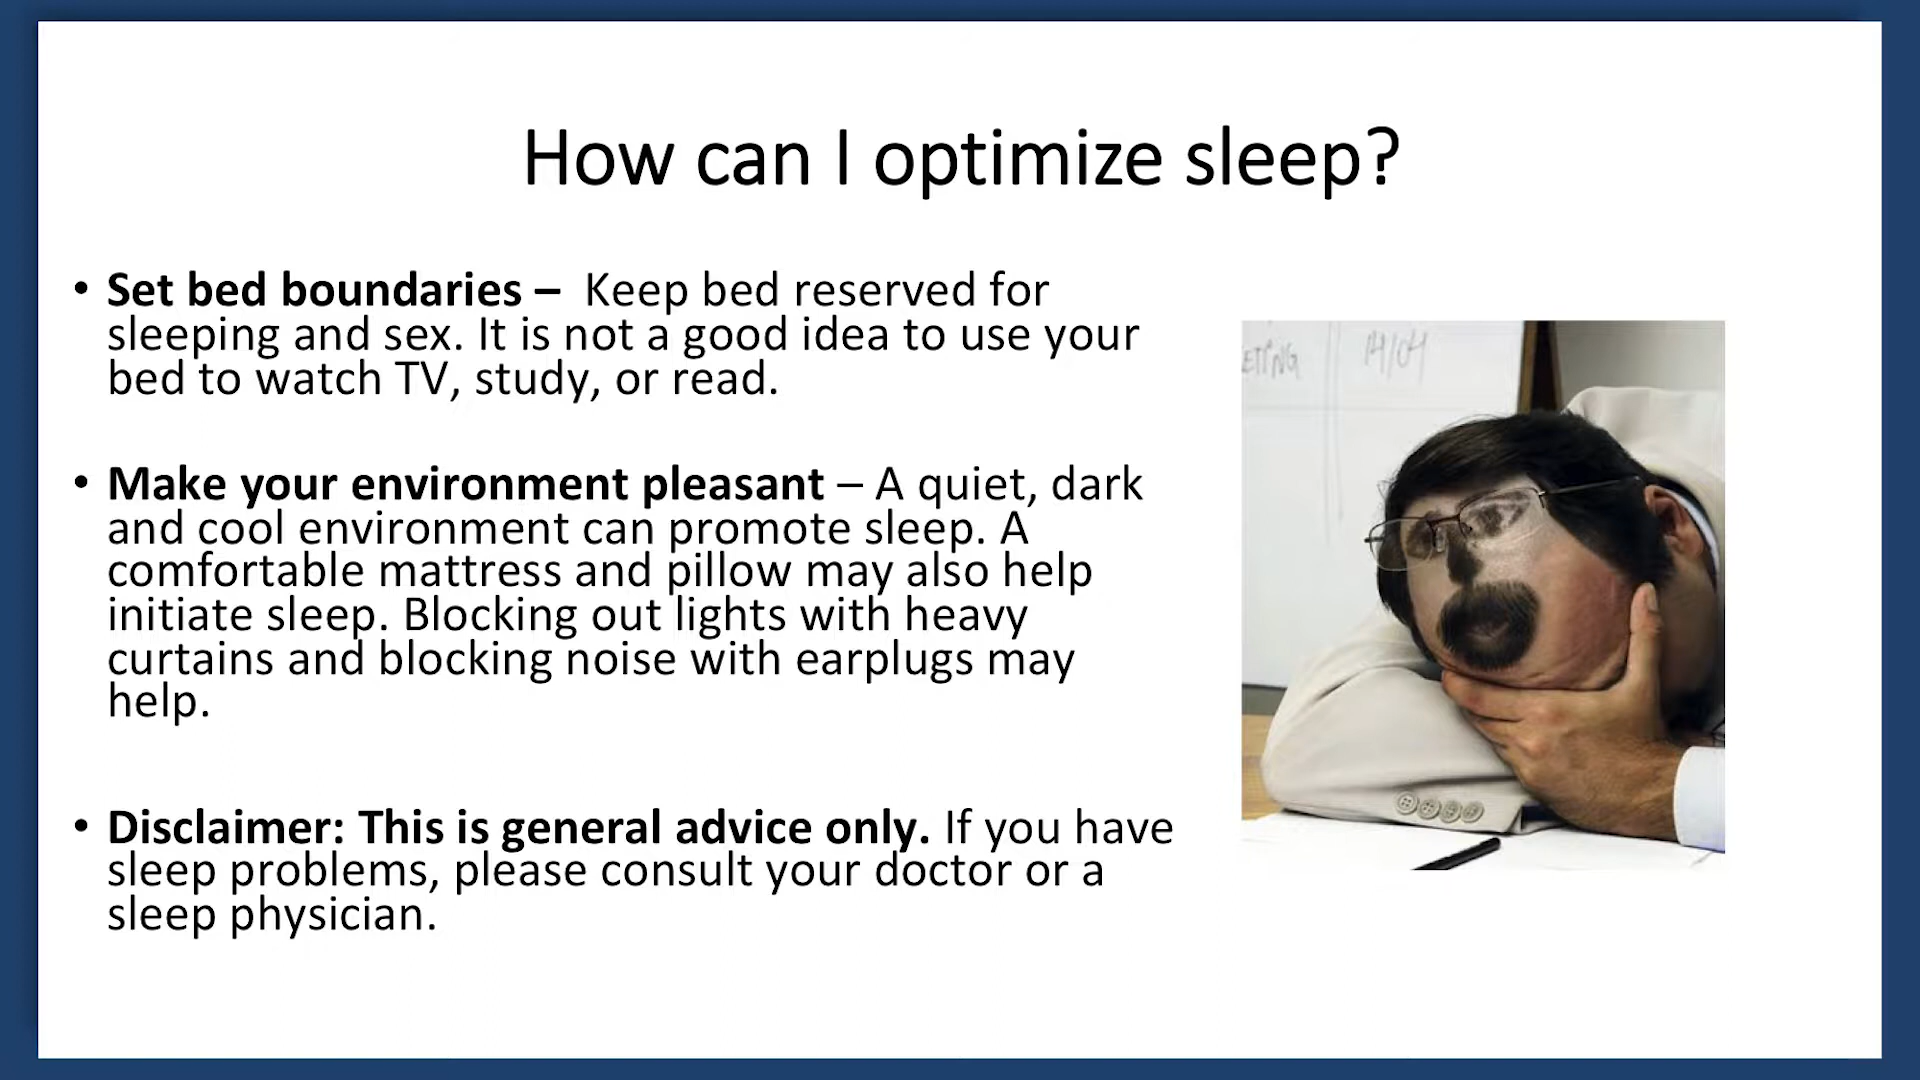 How can I optimize sleep?
• Set bed boundaries – Keep bed reserved for
sleeping and sex. It is not a good idea to use your
bed to watch TV, study, or read.
• Make your environment pleasant – A quiet, dark
and cool environment can promote sleep. A
comfortable mattress and pillow may also help
initiate sleep. Blocking out lights with heavy
curtains and blocking noise with earplugs may
help.
• Disclaimer: This is general advice only. If you have
sleep problems, please consult your doctor or a
sleep physician.
ETING 14/04